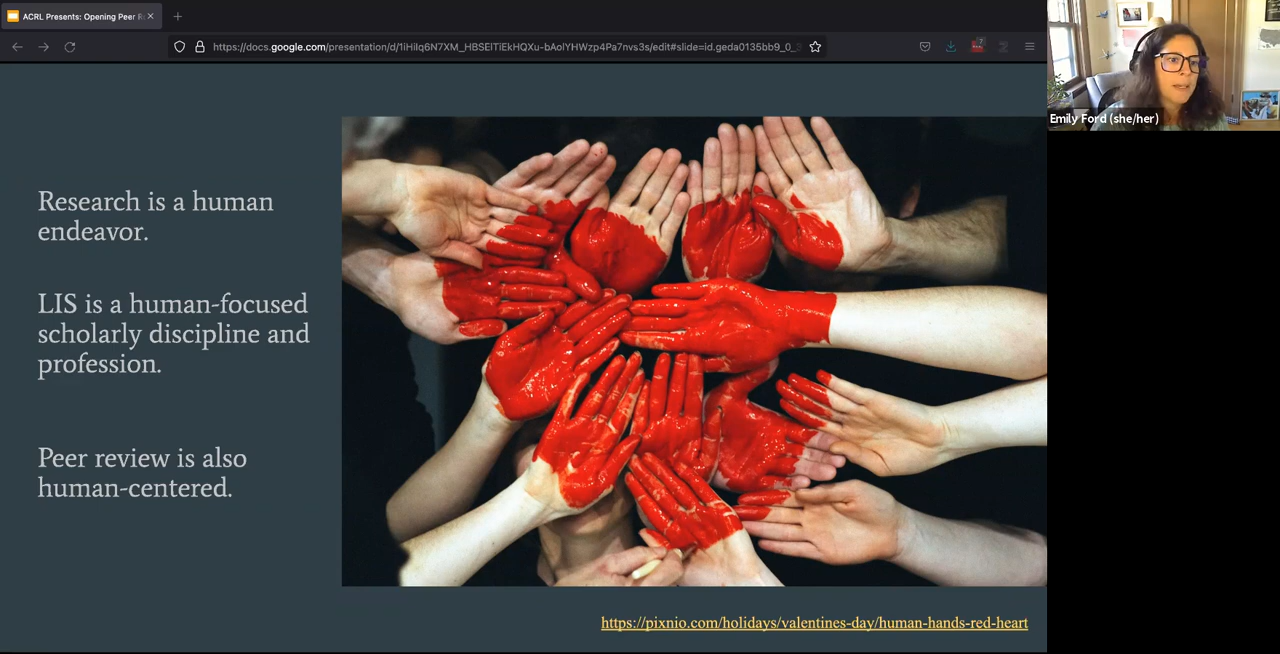 ACRL Presents: Opening Peer R
https://docs.google.com/presentation/d/1iHiIq6N7XM_HBSElTiEkHQXu-bAolYHWzp4Pa7nvs3s/edit#slide=id.geda0135bb9_0_
7
Emily Ford (she/her)
Research is a human
endeavor.
LIS is a human-focused
scholarly discipline and
profession.
Peer review is also
human-centered.
https://pixnio.com/holidays/valentines-day/human-hands-red-heart